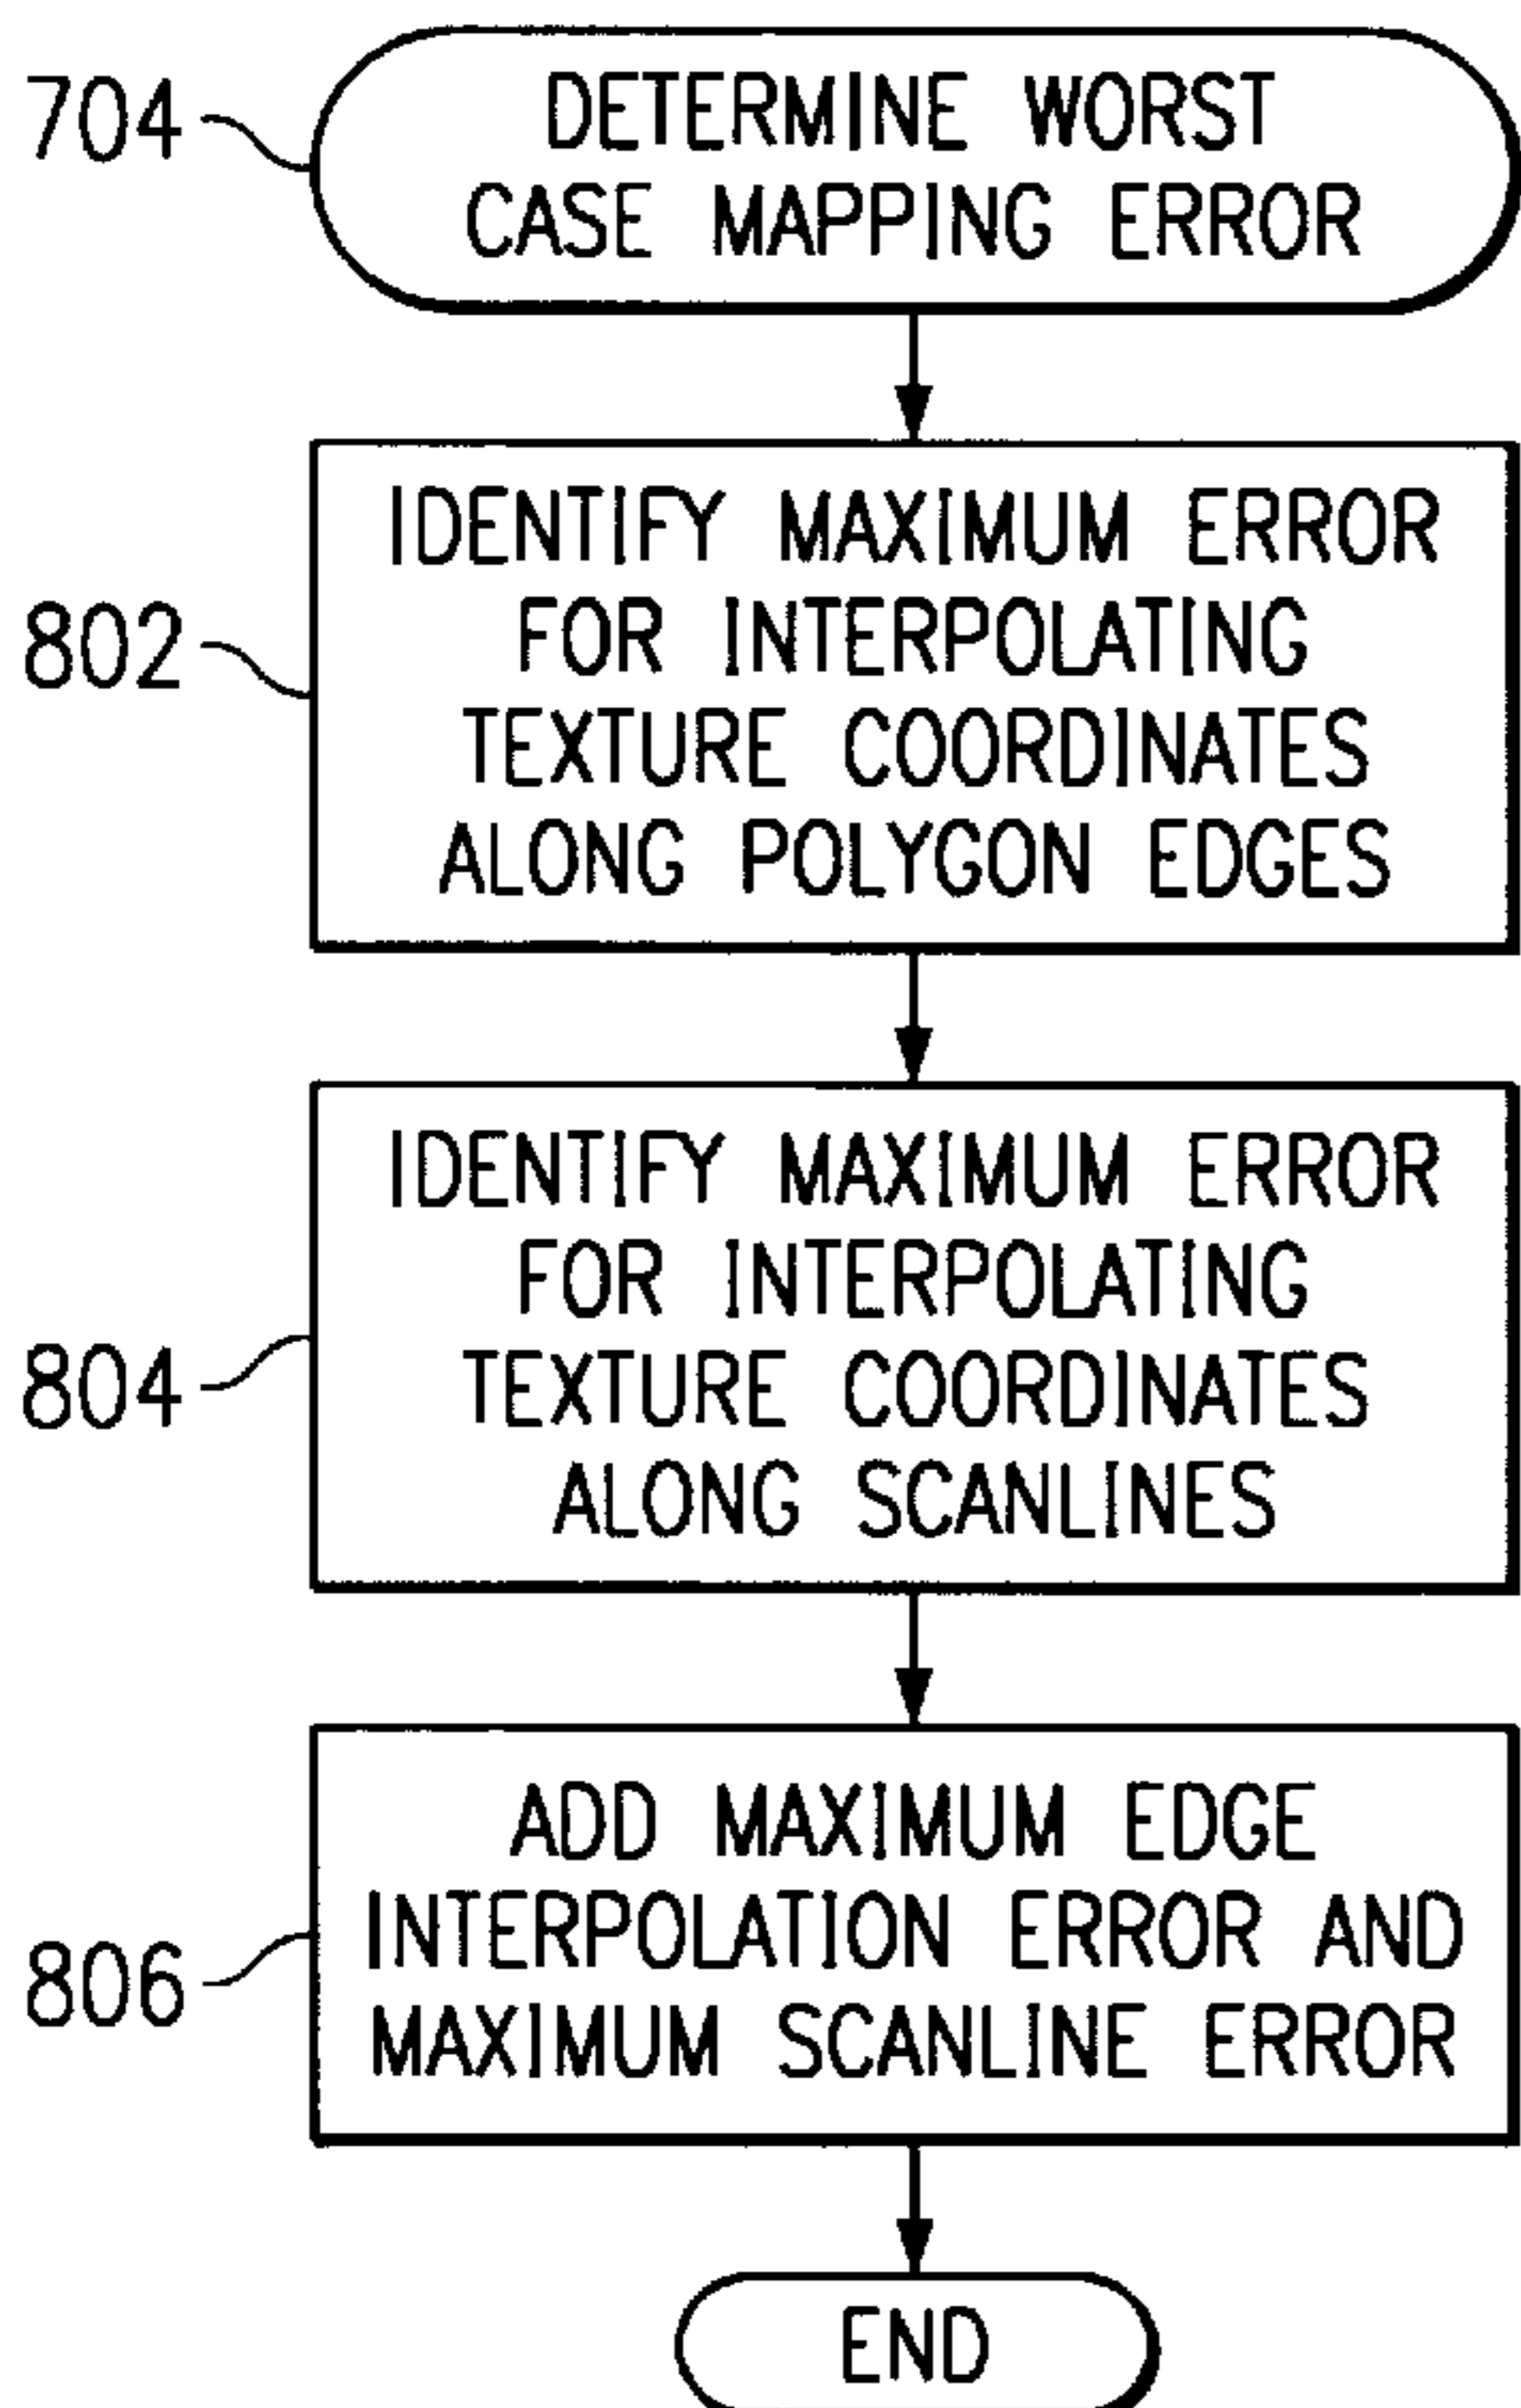 704
DETERMINE WORST
CASE MAPPING ERROR
802
IDENTIFY MAXIMUM ERROR
FOR INTERPOLATING
TEXTURE COORDINATES
ALONG POLYGON EDGES
804
IDENTIFY MAXIMUM ERROR
FOR INTERPOLATING
TEXTURE COORDINATES
ALONG SCANLINES
806
ADD MAXIMUM EDGE
INTERPOLATION ERROR AND
MAXIMUM SCANLINE ERROR
END